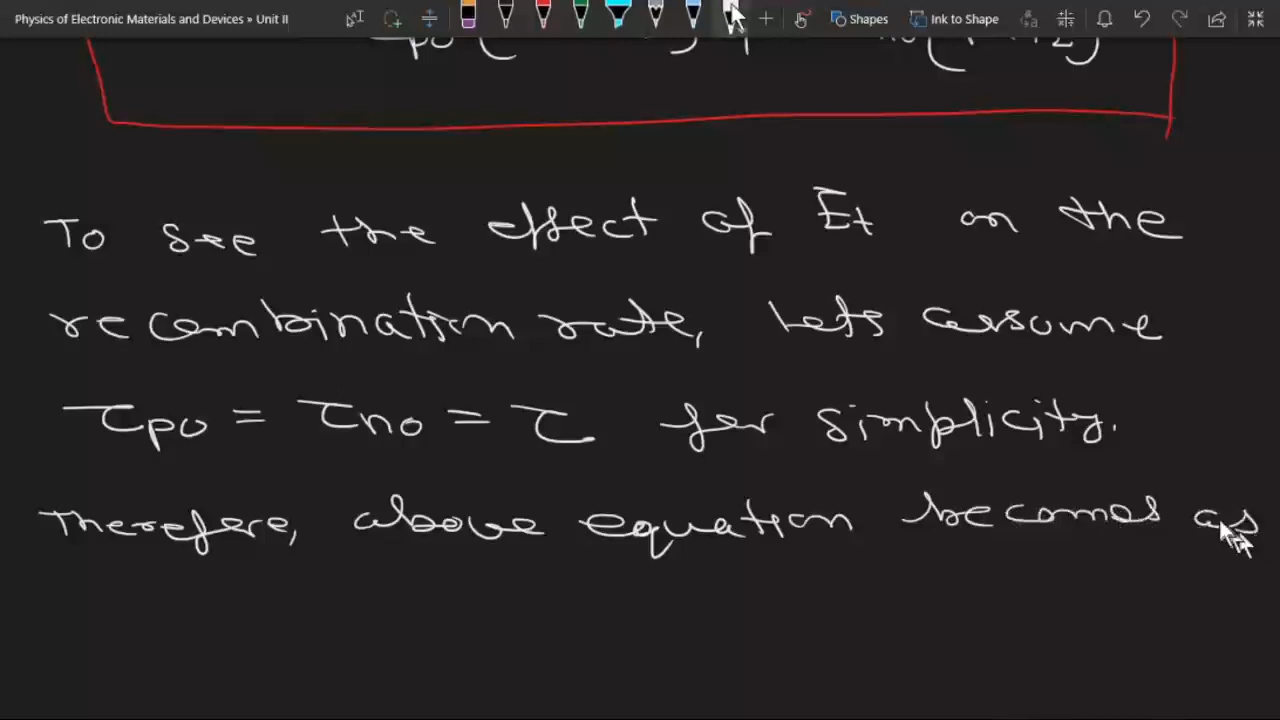 Physics of Electronic Materials and Devices » Unit II Shapes Ink to Shape
To see the effect of Et on the
recombination rate, Lets assume
τpo = τno = τ for simplicity.
Therefore, above equation becomes as